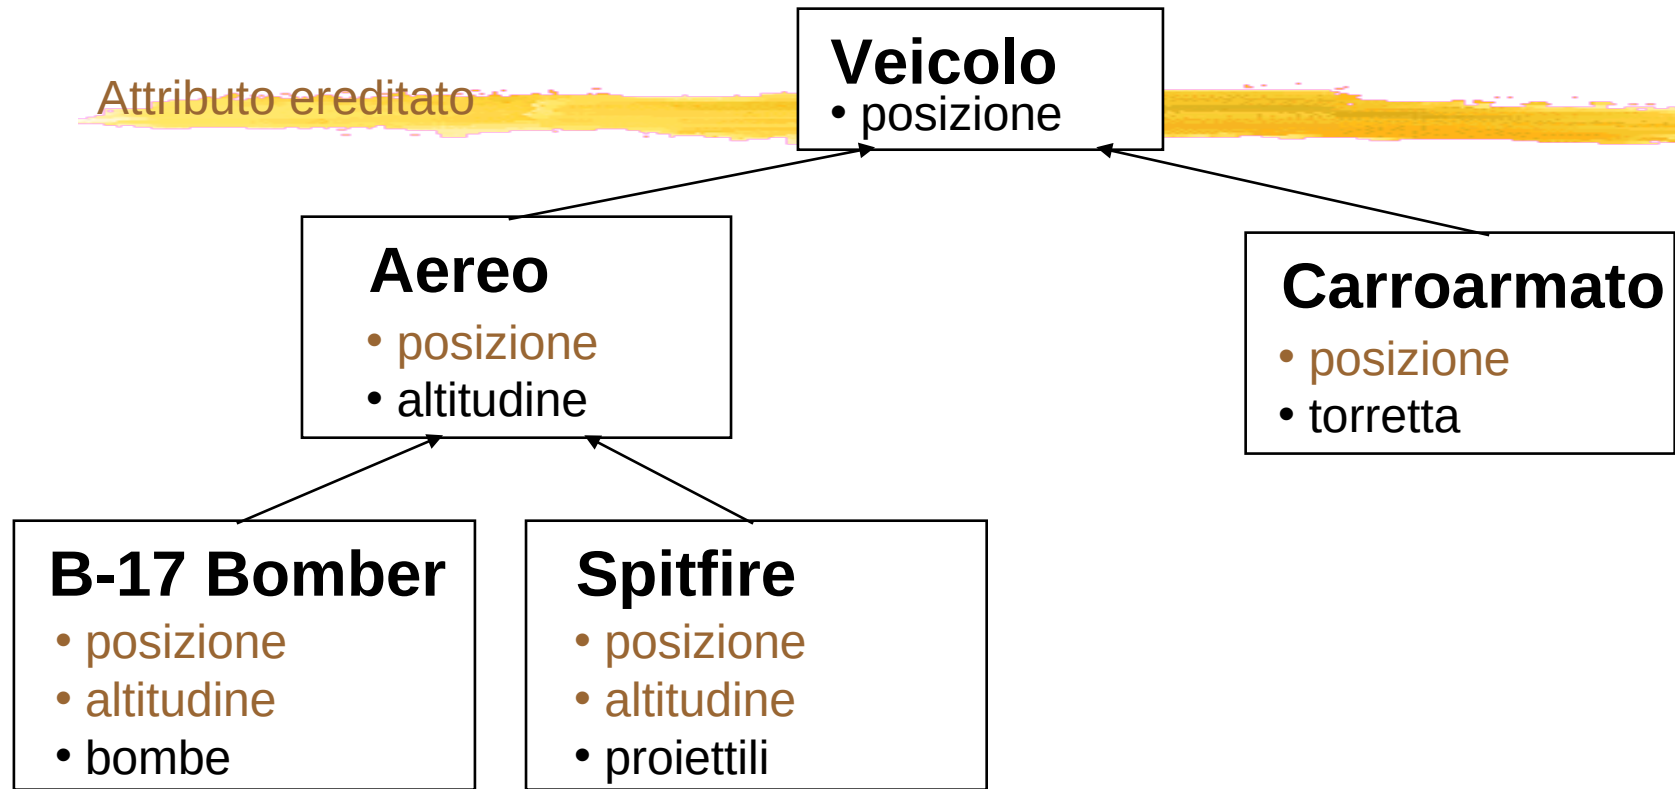 Attributo ereditato
Veicolo
• posizione
Aereo
• posizione
• altitudine
Carroarmato
• posizione
• torretta
B-17 Bomber
• posizione
• altitudine
• bombe
Spitfire
• posizione
• altitudine
• proiettili